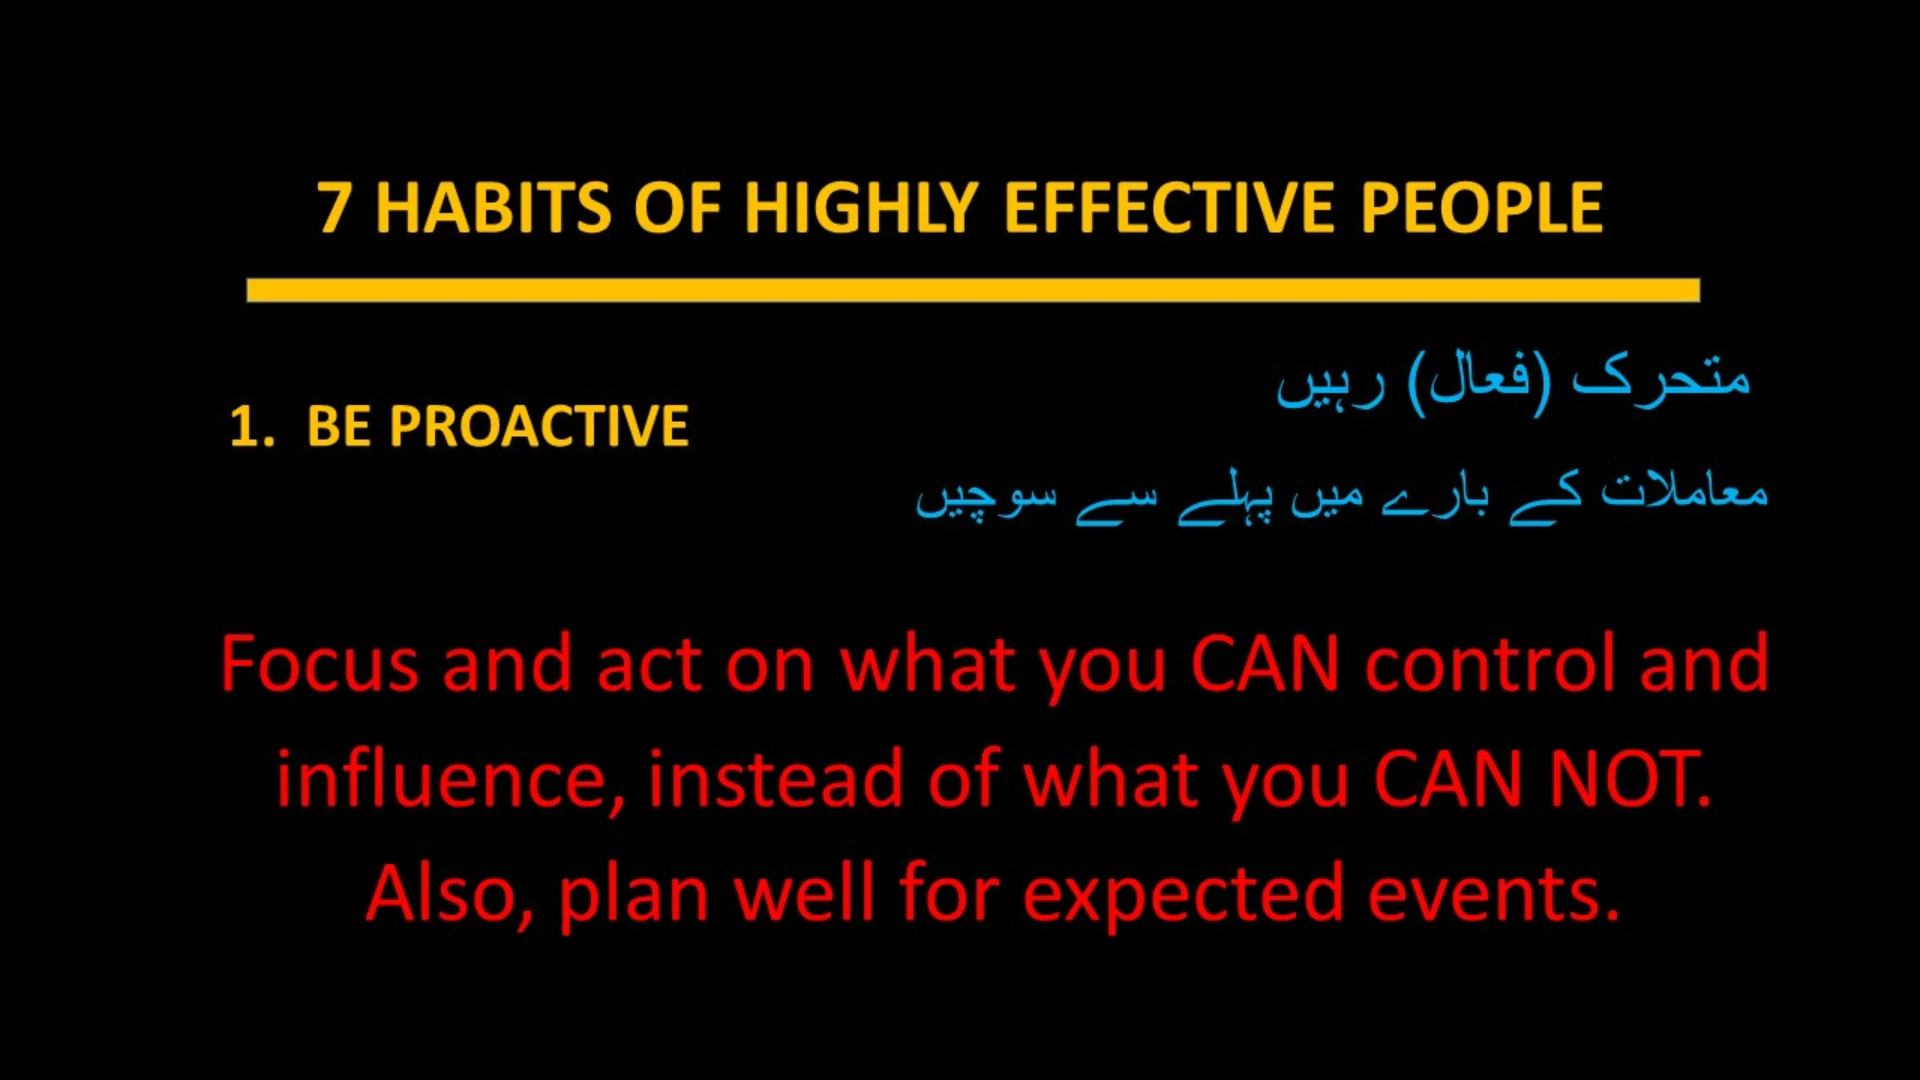 7 HABITS OF HIGHLY EFFECTIVE PEOPLE
متحرک (فعال) رہیں
1. BE PROACTIVE
معاملات کے بارے میں پہلے سے سوچیں
Focus and act on what you CAN control and
influence, instead of what you CAN NOT.
Also, plan well for expected events.